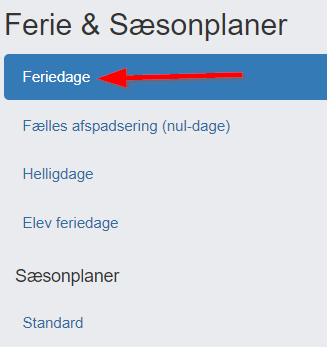 Ferie & Sæsonplaner
Feriedage
Fælles afspadsering (nul-dage)
Helligdage
Elev feriedage
Sæsonplaner
Standard